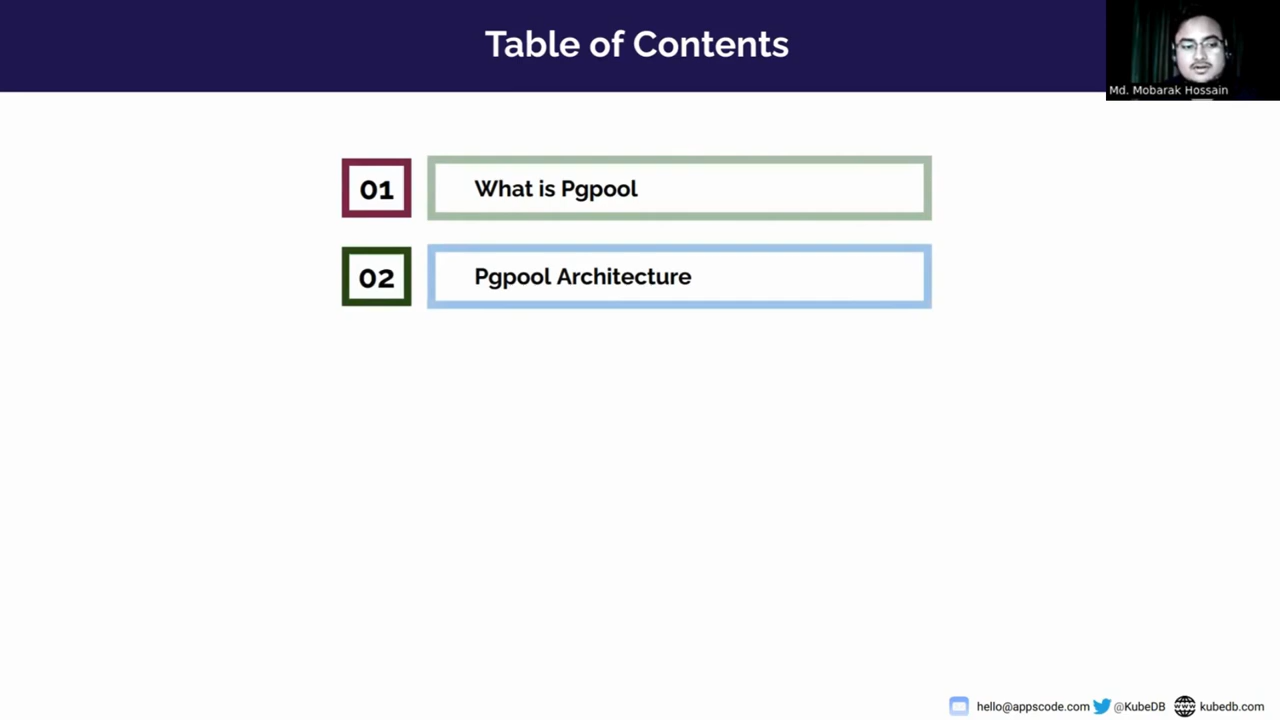 Table of Contents
Md. Mobarak Hossain
01 What is Pgpool
02 Pgpool Architecture
hello@appscode.com @KubeDB kubedb.com